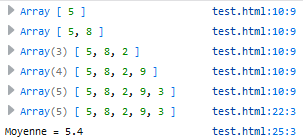 Array [ 5 ] test.html:10:9
Array [ 5, 8 ] test.html:10:9
Array(3) [ 5, 8, 2 ] test.html:10:9
Array(4) [ 5, 8, 2, 9 ] test.html:10:9
Array(5) [ 5, 8, 2, 9, 3 ] test.html:10:9
Array(5) [ 5, 8, 2, 9, 3 ] test.html:22:3
Moyenne = 5.4 test.html:25:3